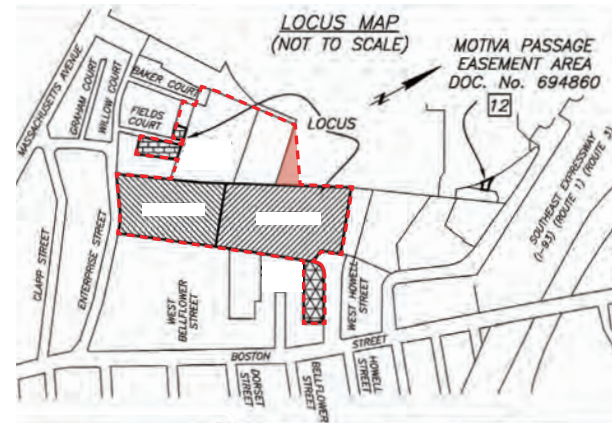 LOCUS MAP
(NOT TO SCALE)
MOTIVA PASSAGE
EASEMENT AREA
DOC. No. 694860
12
MASSACHUSETTS AVENUE
GRAHAM COURT
WILLOW COURT
BAKER COURT
FIELDS
COURT
LOCUS
SOUTHEAST EXPRESSWAY
(I-93) (ROUTE 1) (ROUTE 3)
CLAPP STREET
ENTERPRISE STREET
WEST
BELLFLOWER
STREET
WEST HOWELL
STREET
BOSTON
STREET
DORSET
STREET
BELLFLOWER
STREET
HOWELL
STREET